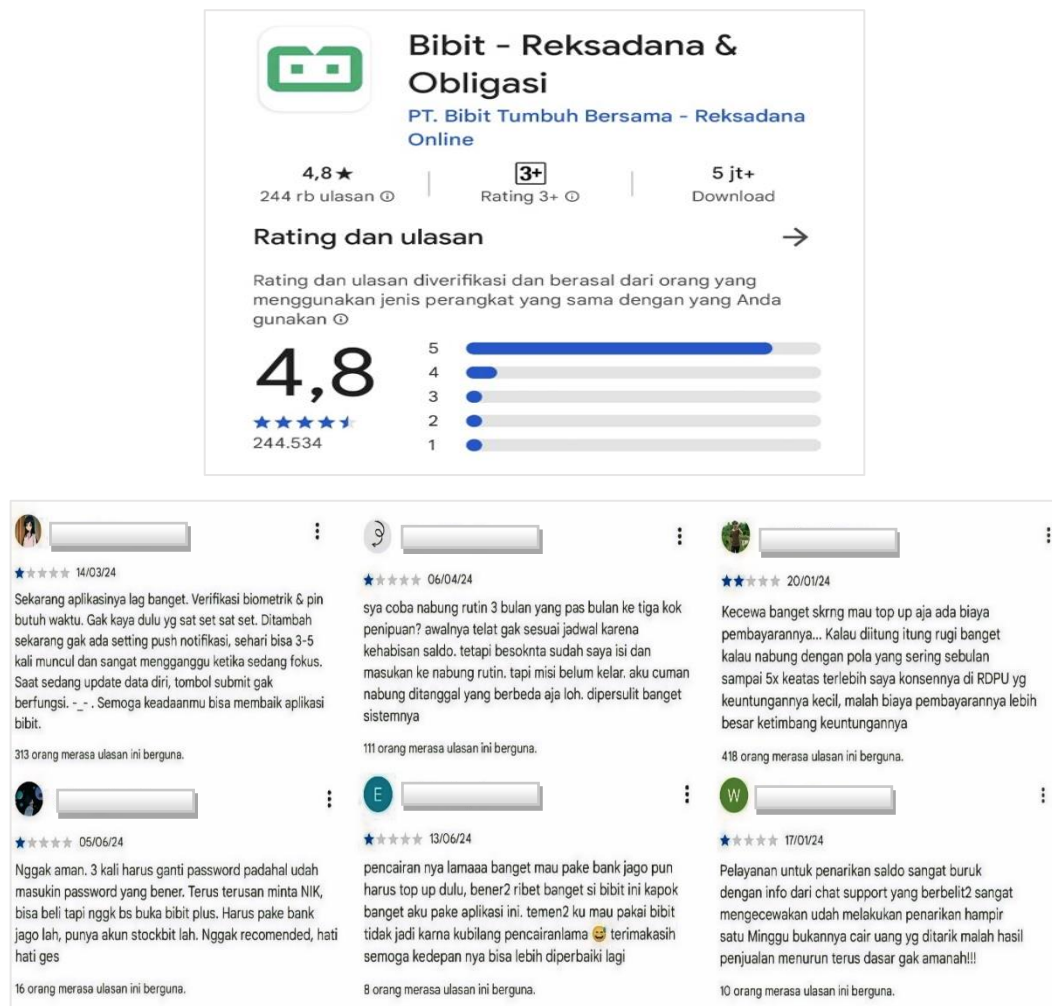 Bibit - Reksadana &
Obligasi
PT. Bibit Tumbuh Bersama - Reksadana
Online
4,8★
244 rb ulasan
3+
Rating 3+
5 jt+
Download
Rating dan ulasan
Rating dan ulasan diverifikasi dan berasal dari orang yang
menggunakan jenis perangkat yang sama dengan yang Anda
gunakan
4,8
244.534
5
4
3
2
1
14/03/24
Sekarang aplikasinya lag banget. Verifikasi biometrik & pin
butuh waktu. Gak kaya dulu yg sat set sat set. Ditambah
sekarang gak ada setting push notifikasi, sehari bisa 3-5
kali muncul dan sangat mengganggu ketika sedang fokus.
Saat sedang update data diri, tombol submit gak
berfungsi. -_- . Semoga keadaanmu bisa membaik aplikasi
bibit.
313 orang merasa ulasan ini berguna.
06/04/24
sya coba nabung rutin 3 bulan yang pas bulan ke tiga kok
penipuan? awalnya telat gak sesuai jadwal karena
kehabisan saldo. tetapi besoknta sudah saya isi dan
masukan ke nabung rutin. tapi misi belum kelar. aku cuman
nabung ditanggal yang berbeda aja loh. dipersulit banget
sistemnya
111 orang merasa ulasan ini berguna.
20/01/24
Kecewa banget skrng mau top up aja ada biaya
pembayarannya... Kalau diitung itung rugi banget
kalau nabung dengan pola yang sering sebulan
sampai 5x keatas terlebih saya konsennya di RDPU yg
keuntungannya kecil, malah biaya pembayarannya lebih
besar ketimbang keuntungannya
418 orang merasa ulasan ini berguna.
05/06/24
Nggak aman. 3 kali harus ganti password padahal udah
masukin password yang bener. Terus terusan minta NIK,
bisa beli tapi nggk bs buka bibit plus. Harus pake bank
jago lah, punya akun stockbit lah. Nggak recomended, hati
hati ges
16 orang merasa ulasan ini berguna.
E
13/06/24
pencairan nya lamaaa banget mau pake bank jago pun
harus top up dulu, bener2 ribet banget si bibit ini kapok
banget aku pake aplikasi ini. temen2 ku mau pakai bibit
tidak jadi karna kubilang pencairanlama 😅 terimakasih
semoga kedepan nya bisa lebih diperbaiki lagi
8 orang merasa ulasan ini berguna.
W
17/01/24
Pelayanan untuk penarikan saldo sangat buruk
dengan info dari chat support yang berbelit2 sangat
mengecewakan udah melakukan penarikan hampir
satu Minggu bukannya cair uang yg ditarik malah hasil
penjualan menurun terus dasar gak amanah!!!
10 orang merasa ulasan ini berguna.